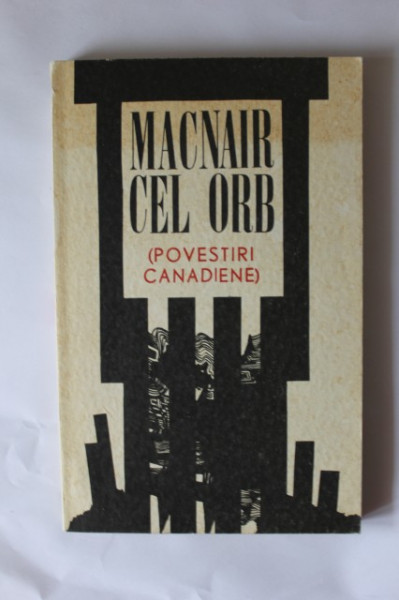 MACNAIR
CEL ORB
(POVESTIRI
CANADIENE)